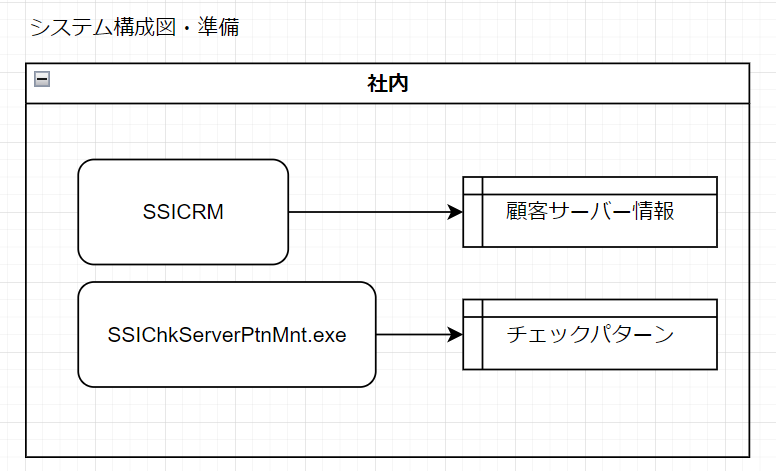 システム構成図・準備
社内
SSICRM
顧客サーバー情報
SSIChkServerPtnMnt.exe
チェックパターン